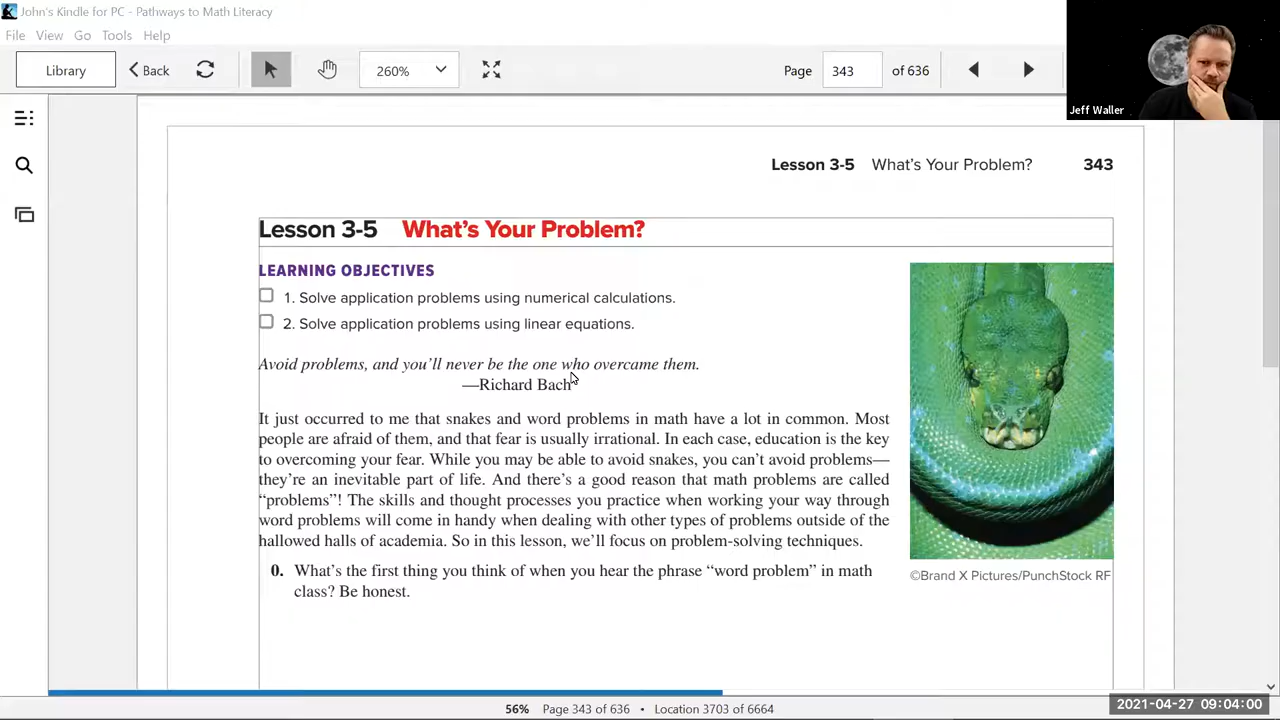 John's Kindle for PC - Pathways to Math Literacy
File View Go Tools Help
Library
Back
260%
Page 343 of 636
Jeff Waller
Lesson 3-5 What's Your Problem? 343
Lesson 3-5 What's Your Problem?
LEARNING OBJECTIVES
1. Solve application problems using numerical calculations.
2. Solve application problems using linear equations.
Avoid problems, and you'll never be the one who overcame them.
—Richard Bach
It just occurred to me that snakes and word problems in math have a lot in common. Most
people are afraid of them, and that fear is usually irrational. In each case, education is the key
to overcoming your fear. While you may be able to avoid snakes, you can't avoid problems—
they're an inevitable part of life. And there's a good reason that math problems are called
“problems”! The skills and thought processes you practice when working your way through
word problems will come in handy when dealing with other types of problems outside of the
hallowed halls of academia. So in this lesson, we'll focus on problem-solving techniques.
©Brand X Pictures/PunchStock RF
0. What's the first thing you think of when you hear the phrase “word problem” in math
class? Be honest.
56% Page 343 of 636 • Location 3703 of 6664
2021-04-27 09:04:00